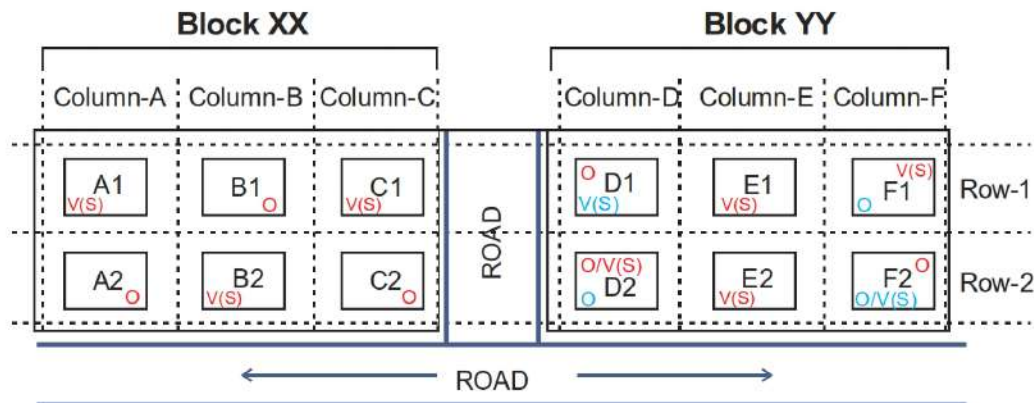 Block XX Block YY
Column-A Column-B Column-C Column-D Column-E Column-F
A1 V(S) B1 O C1 V(S) O D1 V(S) E1 V(S) V(S) F1 O Row-1
ROAD
A2 O B2 V(S) C2 O O/V(S) D2 O E2 V(S) O F2 O/V(S) Row-2
ROAD